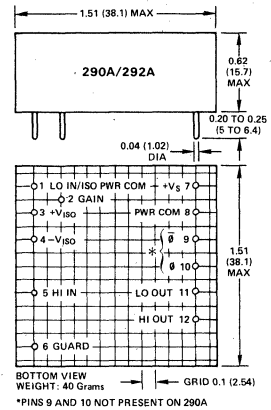 1.51 (38.1) MAX
290A/292A
0.62
(15.7)
MAX
0.20 TO 0.25
(5 TO 6.4)
0.04 (1.02)
DIA
1 LO IN/ISO PWR COM
+VS 7
2 GAIN
3 +VISO
PWR COM 8
4 –VISO
* { Ø̅ 9
Ø 10
1.51
(38.1)
MAX
5 HI IN
LO OUT 11
HI OUT 12
6 GUARD
BOTTOM VIEW
WEIGHT: 40 Grams
GRID 0.1 (2.54)
*PINS 9 AND 10 NOT PRESENT ON 290A